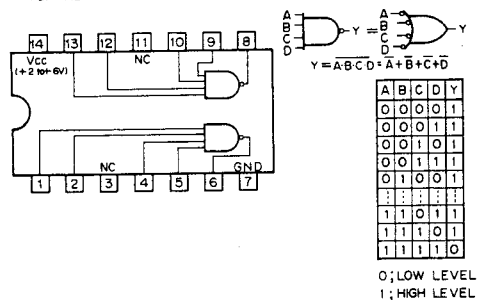 14 13 12 11 10 9 8
VCC
(+2 to+6V)
NC
NC
GND
1 2 3 4 5 6 7
A
B
C
D
Y
=
A
B
C
D
Y
Y = A̅·̅B̅·̅C̅·̅D̅ = A̅+B̅+C̅+D̅
A B C D Y
0 0 0 0 1
0 0 0 1 1
0 0 1 0 1
0 0 1 1 1
0 1 0 0 1
1 1 0 1 1
1 1 1 0 1
1 1 1 1 0
0; LOW LEVEL
1; HIGH LEVEL